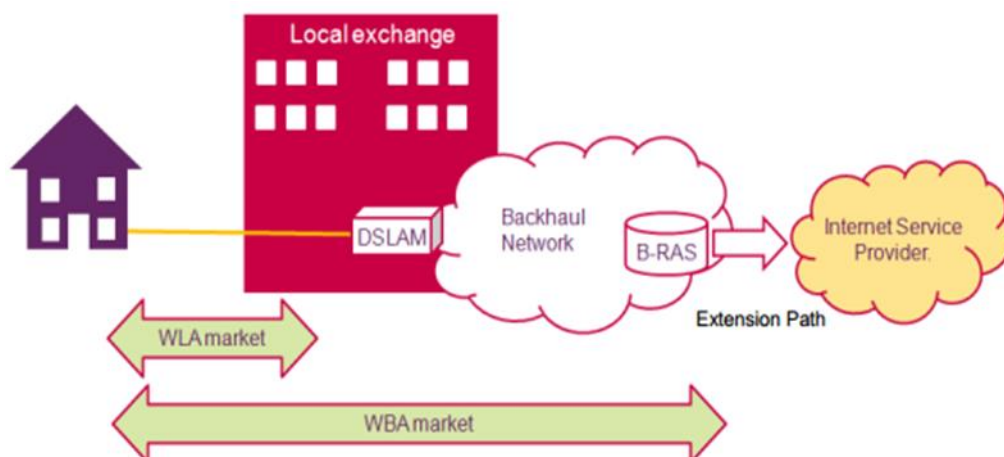 Local exchange
DSLAM
Backhaul
Network
B-RAS
Internet Service
Provider.
Extension Path
WLA market
WBA market